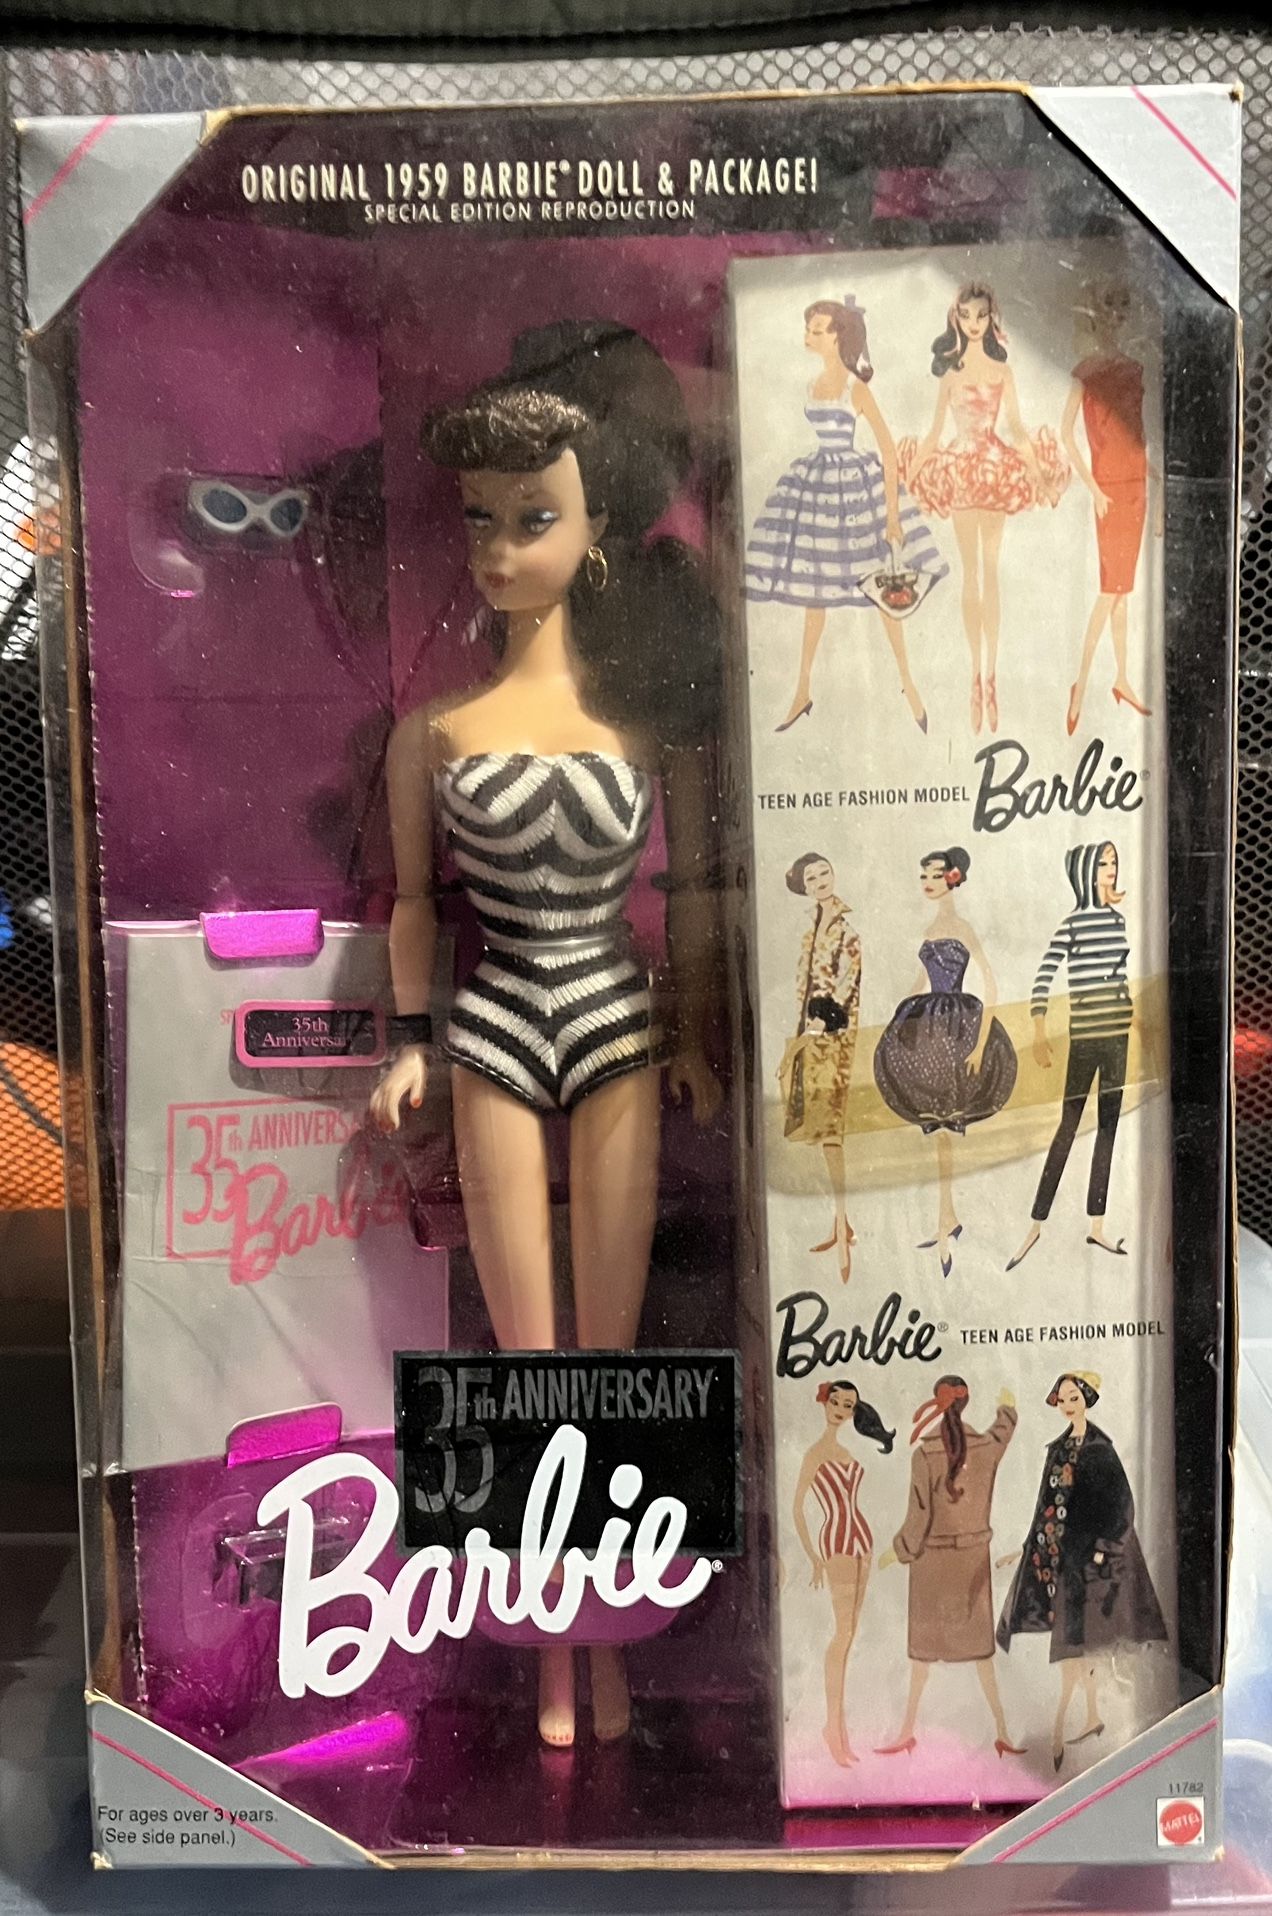 ORIGINAL 1959 BARBIE® DOLL & PACKAGE!
SPECIAL EDITION REPRODUCTION
TEEN AGE FASHION MODEL Barbie®
35th
Anniversa
35th ANNIVERS
Barbie
Barbie® TEEN AGE FASHION MODEL
35th ANNIVERSARY
Barbie®
For ages over 3 years.
(See side panel.)
11782
MATTEL